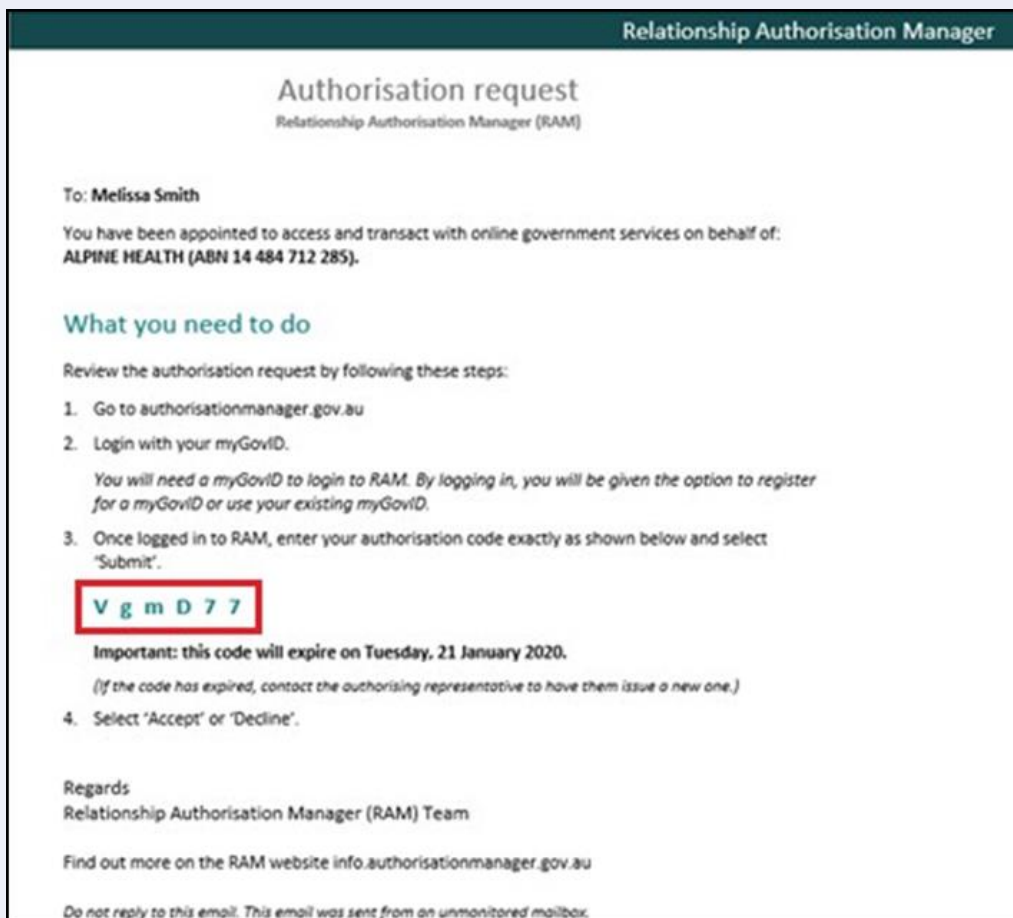 Relationship Authorisation Manager
Authorisation request
Relationship Authorisation Manager (RAM)
To: Melissa Smith
You have been appointed to access and transact with online government services on behalf of:
ALPINE HEALTH (ABN 14 484 712 285).
What you need to do
Review the authorisation request by following these steps:
1. Go to authorisationmanager.gov.au
2. Login with your myGovID.
You will need a myGovID to login to RAM. By logging in, you will be given the option to register
for a myGovID or use your existing myGovID.
3. Once logged in to RAM, enter your authorisation code exactly as shown below and select
'Submit'.
V g m D 7 7
Important: this code will expire on Tuesday, 21 January 2020.
(If the code has expired, contact the authorising representative to have them issue a new one.)
4. Select 'Accept' or 'Decline'.
Regards
Relationship Authorisation Manager (RAM) Team
Find out more on the RAM website info.authorisationmanager.gov.au
Do not reply to this email. This email was sent from an unmonitored mailbox.